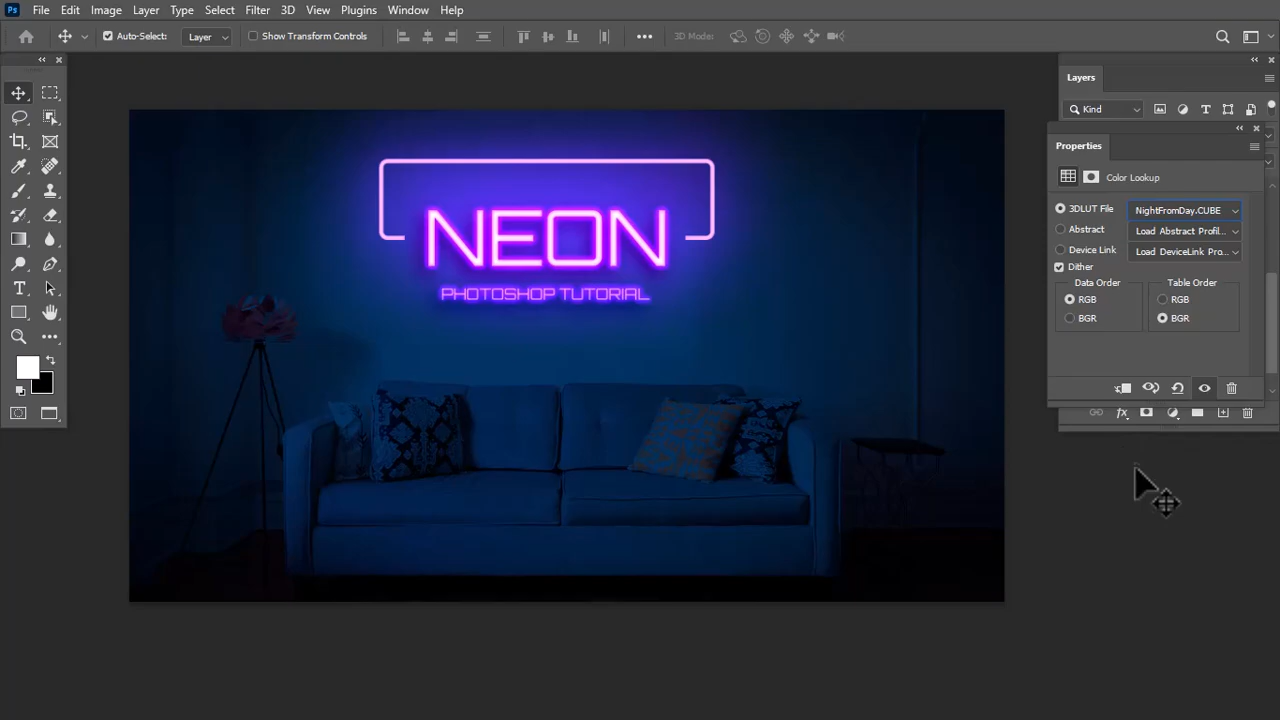 Ps File Edit Image Layer Type Select Filter 3D View Plugins Window Help
Auto-Select: Layer Show Transform Controls 3D Mode:
Layers
Kind
Properties
Color Lookup
3DLUT File NightFromDay.CUBE
Abstract Load Abstract Profil...
Device Link Load DeviceLink Pro...
Dither
Data Order Table Order
RGB RGB
BGR BGR
fx
NEON
PHOTOSHOP TUTORIAL